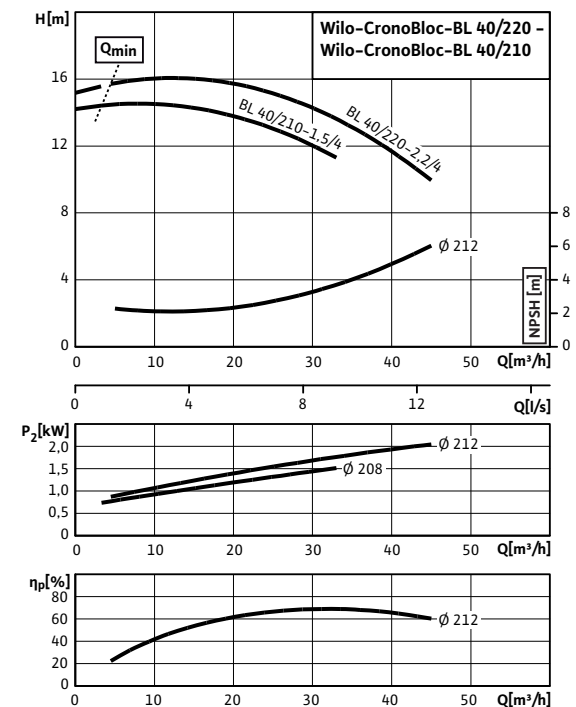 H[m]
Wilo-CronoBloc-BL 40/220 -
Wilo-CronoBloc-BL 40/210
Qmin
16
12
8
4
0
BL 40/210-1,5/4
BL 40/220-2,2/4
Ø 212
8
6
4
2
0
NPSH [m]
0 10 20 30 40 50 Q[m³/h]
0 4 8 12 Q[l/s]
P₂[kW]
2,0
1,5
1,0
0,5
0
Ø 212
Ø 208
0 10 20 30 40 50 Q[m³/h]
ηp[%]
80
60
40
20
0
Ø 212
0 10 20 30 40 50 Q[m³/h]